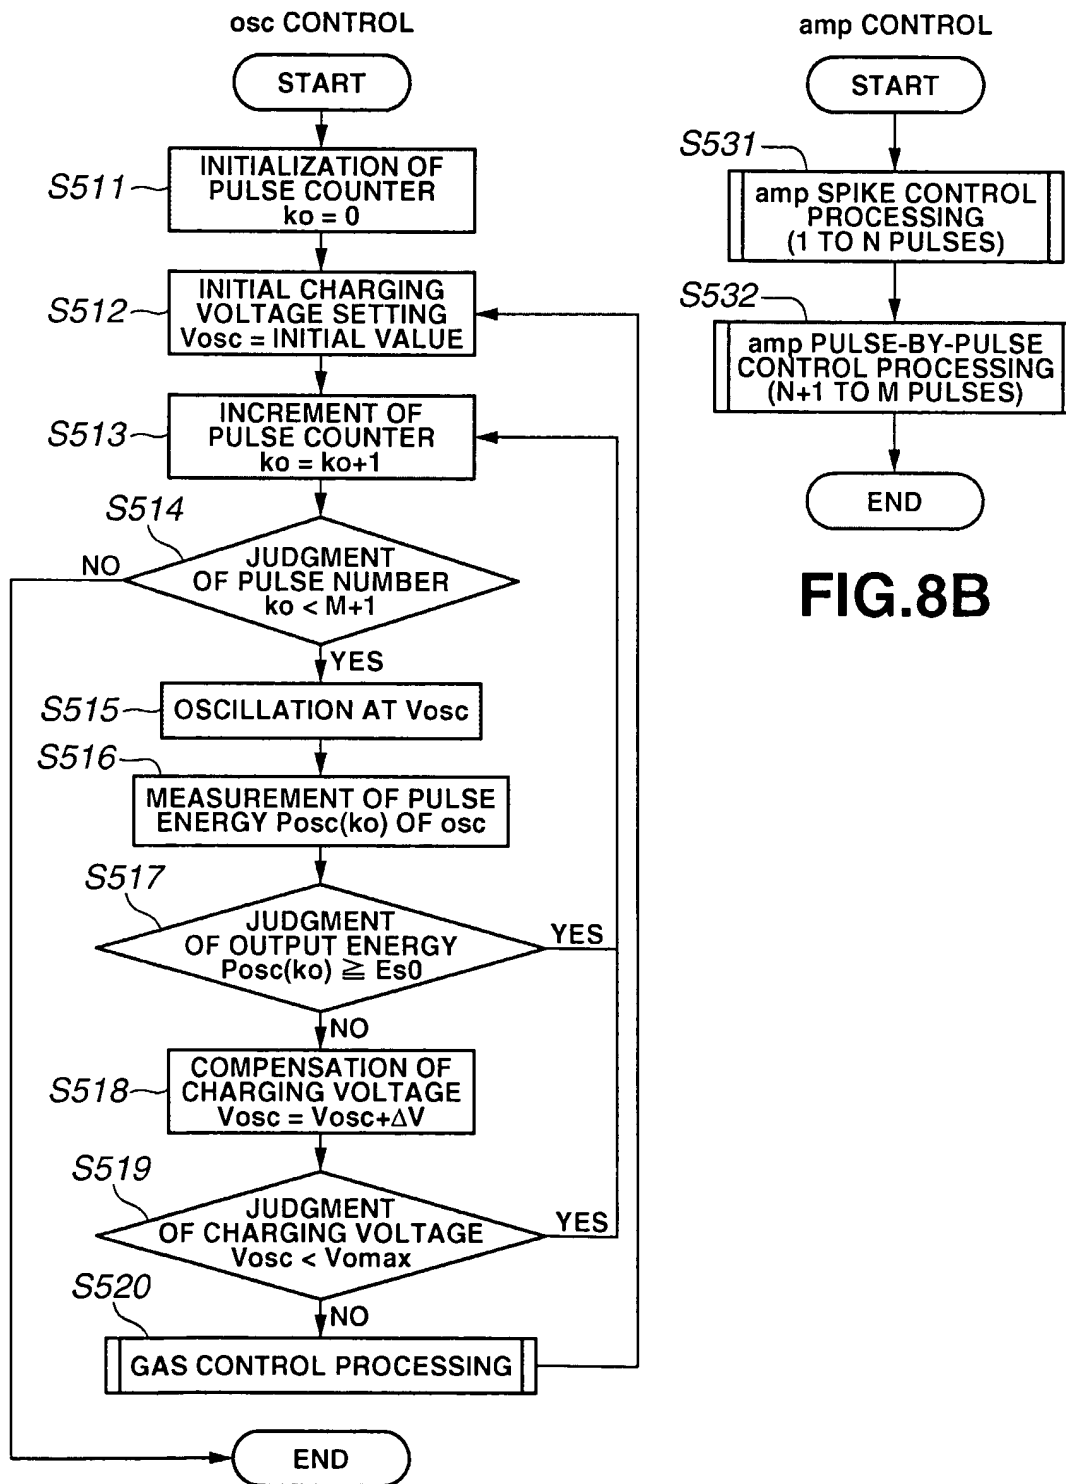 osc CONTROL
START
S511
INITIALIZATION OF
PULSE COUNTER
ko = 0
S512
INITIAL CHARGING
VOLTAGE SETTING
Vosc = INITIAL VALUE
S513
INCREMENT OF
PULSE COUNTER
ko = ko+1
S514
NO
JUDGMENT
OF PULSE NUMBER
ko < M+1
YES
S515
OSCILLATION AT Vosc
S516
MEASUREMENT OF PULSE
ENERGY Posc(ko) OF osc
S517
JUDGMENT
OF OUTPUT ENERGY
Posc(ko) ≧ Es0
YES
NO
S518
COMPENSATION OF
CHARGING VOLTAGE
Vosc = Vosc+ΔV
S519
JUDGMENT
OF CHARGING VOLTAGE
Vosc < Vomax
YES
NO
S520
GAS CONTROL PROCESSING
END
amp CONTROL
START
S531
amp SPIKE CONTROL
PROCESSING
(1 TO N PULSES)
S532
amp PULSE-BY-PULSE
CONTROL PROCESSING
(N+1 TO M PULSES)
END
FIG.8B